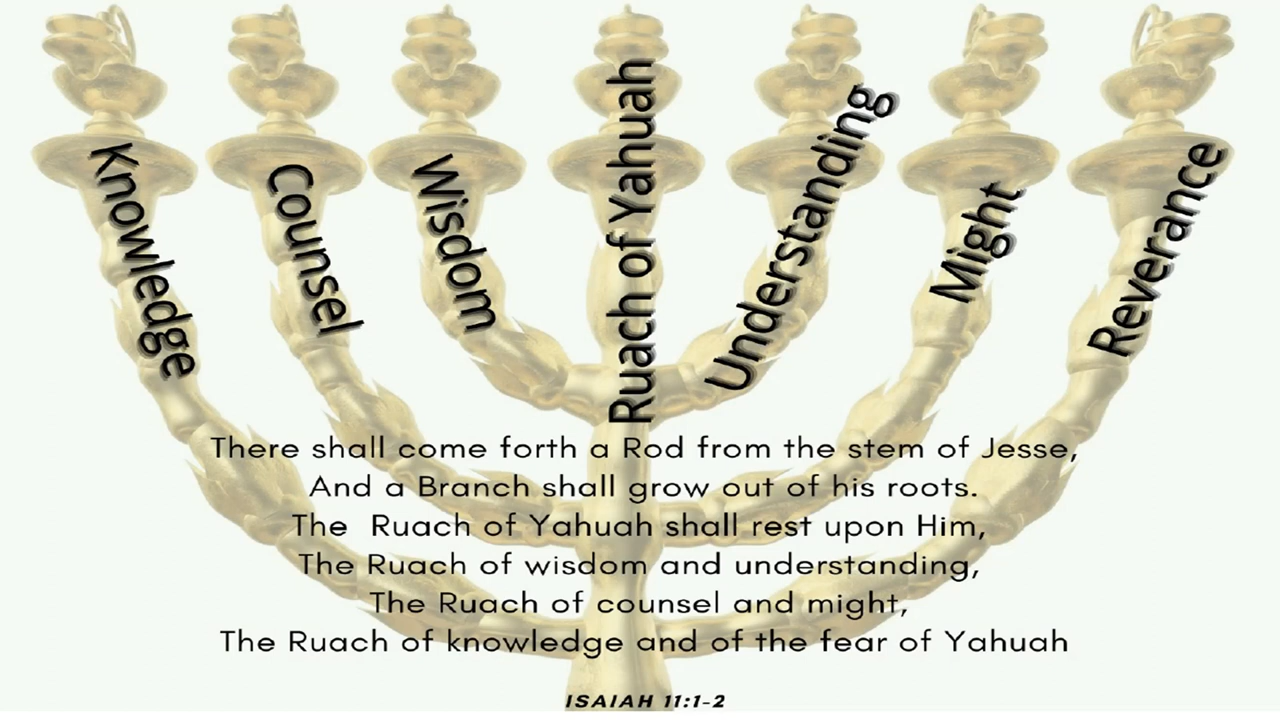 Knowledge
Counsel
Wisdom
Ruach of Yahuah
Understanding
Might
Reverance
There shall come forth a Rod from the stem of Jesse,
And a Branch shall grow out of his roots.
The Ruach of Yahuah shall rest upon Him,
The Ruach of wisdom and understanding,
The Ruach of counsel and might,
The Ruach of knowledge and of the fear of Yahuah
ISAIAH 11:1-2